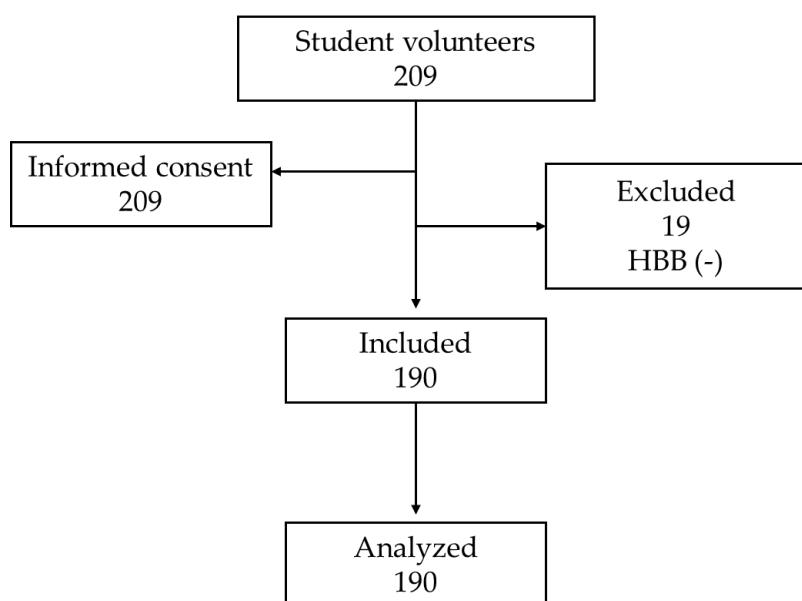 Student volunteers
209
Informed consent
209
Excluded
19
HBB (-)
Included
190
Analyzed
190